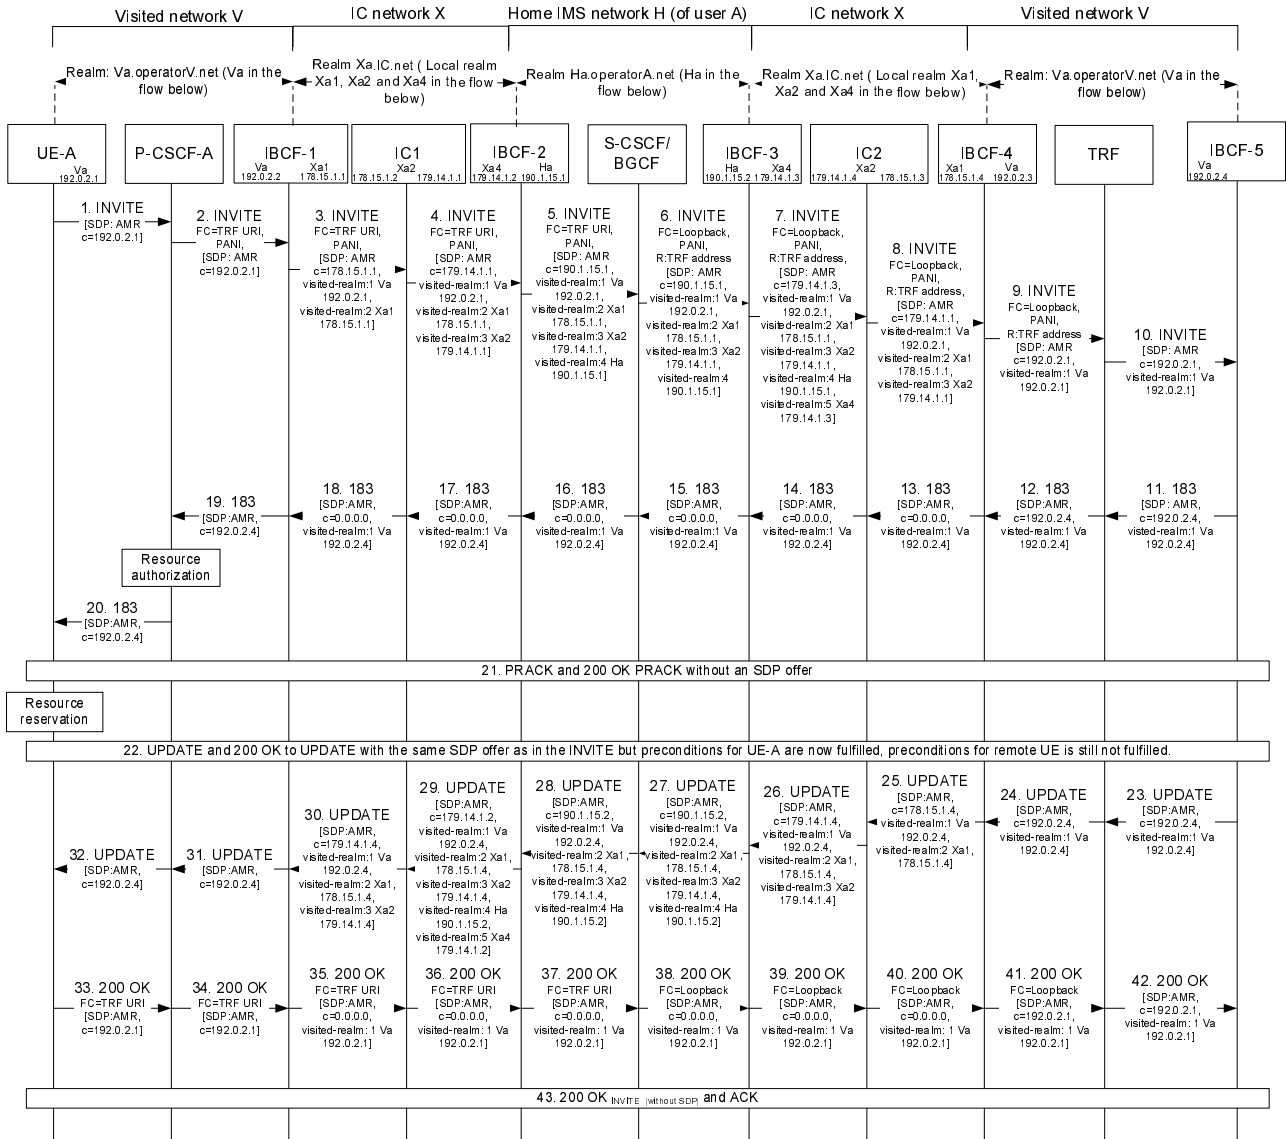 Visited network V
IC network X
Home IMS network H (of user A)
IC network X
Visited network V
Realm: Va.operatorV.net (Va in the
flow below)
Realm Xa.IC.net ( Local realm
Xa1, Xa2 and Xa4 in the flow
below)
Realm Ha.operatorA.net (Ha in the
flow below)
Realm Xa.IC.net ( Local realm Xa1,
Xa2 and Xa4 in the flow below)
Realm: Va.operatorV.net (Va in the
flow below)
UE-A
Va
192.0.2.1
P-CSCF-A
IBCF-1
Va Xa1
192.0.2.2 178.15.1.1
IC1
Xa2
178.15.1.2 179.14.1.1
IBCF-2
Xa4 Ha
179.14.1.2 190.1.15.1
S-CSCF/
BGCF
IBCF-3
Ha Xa4
190.1.15.2 179.14.1.3
IC2
Xa2
179.14.1.4 178.15.1.3
IBCF-4
Xa1 Va
178.15.1.4 192.0.2.3
TRF
IBCF-5
Va
192.0.2.4
1. INVITE
[SDP: AMR
c=192.0.2.1]
2. INVITE
FC=TRF URI,
PANI,
[SDP: AMR
c=192.0.2.1]
3. INVITE
FC=TRF URI,
PANI,
[SDP: AMR
c=178.15.1.1,
visited-realm:1 Va
192.0.2.1,
visited-realm:2 Xa1
178.15.1.1]
4. INVITE
FC=TRF URI,
PANI,
[SDP: AMR
c=179.14.1.1,
visited-realm:1 Va
192.0.2.1,
visited-realm:2 Xa1
178.15.1.1,
visited-realm:3 Xa2
179.14.1.1]
5. INVITE
FC=TRF URI,
PANI,
[SDP: AMR
c=190.1.15.1,
visited-realm:1 Va
192.0.2.1,
visited-realm:2 Xa1
178.15.1.1,
visited-realm:3 Xa2
179.14.1.1,
visited-realm:4 Ha
190.1.15.1]
6. INVITE
FC=Loopback,
PANI,
R:TRF address
[SDP: AMR
c=190.1.15.1,
visited-realm:1 Va
192.0.2.1,
visited-realm:2 Xa1
178.15.1.1,
visited-realm:3 Xa2
179.14.1.1,
visited-realm:4
190.1.15.1]
7. INVITE
FC=Loopback,
PANI,
R:TRF address,
[SDP: AMR
c=179.14.1.3,
visited-realm:1 Va
192.0.2.1,
visited-realm:2 Xa1
178.15.1.1,
visited-realm:3 Xa2
179.14.1.1,
visited-realm:4 Ha
190.1.15.1,
visited-realm:5 Xa4
179.14.1.3]
8. INVITE
FC=Loopback,
PANI,
R:TRF address,
[SDP: AMR
c=179.14.1.1,
visited-realm:1 Va
192.0.2.1,
visited-realm:2 Xa1
178.15.1.1,
visited-realm:3 Xa2
179.14.1.1]
9. INVITE
FC=Loopback,
PANI,
R:TRF address
[SDP: AMR
c=192.0.2.1,
visited-realm:1 Va
192.0.2.1]
10. INVITE
[SDP: AMR
c=192.0.2.1,
visited-realm:1 Va
192.0.2.1]
19. 183
[SDP:AMR,
c=192.0.2.4]
18. 183
[SDP:AMR,
c=0.0.0.0,
visited-realm:1 Va
192.0.2.4]
17. 183
[SDP:AMR,
c=0.0.0.0,
visited-realm:1 Va
192.0.2.4]
16. 183
[SDP:AMR,
c=0.0.0.0,
visited-realm:1 Va
192.0.2.4]
15. 183
[SDP:AMR,
c=0.0.0.0,
visited-realm:1 Va
192.0.2.4]
14. 183
[SDP:AMR,
c=0.0.0.0,
visited-realm:1 Va
192.0.2.4]
13. 183
[SDP:AMR,
c=0.0.0.0,
visited-realm:1 Va
192.0.2.4]
12. 183
[SDP:AMR,
c=192.0.2.4,
visited-realm:1 Va
192.0.2.4]
11. 183
[SDP:AMR,
c=192.0.2.4,
visited-realm:1 Va
192.0.2.4]
Resource
authorization
20. 183
[SDP:AMR,
c=192.0.2.4]
21. PRACK and 200 OK PRACK without an SDP offer
Resource
reservation
22. UPDATE and 200 OK to UPDATE with the same SDP offer as in the INVITE but preconditions for UE-A are now fulfilled, preconditions for remote UE is still not fulfilled.
32. UPDATE
[SDP:AMR,
c=192.0.2.4]
31. UPDATE
[SDP:AMR,
c=192.0.2.4]
30. UPDATE
[SDP:AMR,
c=179.14.1.4,
visited-realm:1 Va
192.0.2.4,
visited-realm:2 Xa1,
178.15.1.4,
visited-realm:3 Xa2
179.14.1.4]
29. UPDATE
[SDP:AMR,
c=179.14.1.2,
visited-realm:1 Va
192.0.2.4,
visited-realm:2 Xa1,
178.15.1.4,
visited-realm:3 Xa2
179.14.1.4,
visited-realm:4 Ha
190.1.15.2,
visited-realm:5 Xa4
179.14.1.2]
28. UPDATE
[SDP:AMR,
c=190.1.15.2,
visited-realm:1 Va
192.0.2.4,
visited-realm:2 Xa1,
178.15.1.4,
visited-realm:3 Xa2
179.14.1.4,
visited-realm:4 Ha
190.1.15.2]
27. UPDATE
[SDP:AMR,
c=190.1.15.2,
visited-realm:1 Va
192.0.2.4,
visited-realm:2 Xa1,
178.15.1.4,
visited-realm:3 Xa2
179.14.1.4,
visited-realm:4 Ha
190.1.15.2]
26. UPDATE
[SDP:AMR,
c=179.14.1.4,
visited-realm:1 Va
192.0.2.4,
visited-realm:2 Xa1,
178.15.1.4,
visited-realm:3 Xa2
179.14.1.4]
25. UPDATE
[SDP:AMR,
c=178.15.1.4,
visited-realm:1 Va
192.0.2.4,
visited-realm:2 Xa1,
178.15.1.4]
24. UPDATE
[SDP:AMR,
c=192.0.2.4,
visited-realm:1 Va
192.0.2.4]
23. UPDATE
[SDP:AMR,
c=192.0.2.4,
visited-realm:1 Va
192.0.2.4]
33. 200 OK
FC=TRF URI
[SDP:AMR,
c=192.0.2.1]
34. 200 OK
FC=TRF URI
[SDP:AMR,
c=192.0.2.1]
35. 200 OK
FC=TRF URI
[SDP:AMR,
c=0.0.0.0,
visited-realm: 1 Va
192.0.2.1]
36. 200 OK
FC=TRF URI
[SDP:AMR,
c=0.0.0.0,
visited-realm: 1 Va
192.0.2.1]
37. 200 OK
FC=TRF URI
[SDP:AMR,
c=0.0.0.0,
visited-realm: 1 Va
192.0.2.1]
38. 200 OK
FC=Loopback
[SDP:AMR,
c=0.0.0.0,
visited-realm: 1 Va
192.0.2.1]
39. 200 OK
FC=Loopback
[SDP:AMR,
c=0.0.0.0,
visited-realm: 1 Va
192.0.2.1]
40. 200 OK
FC=Loopback
[SDP:AMR,
c=0.0.0.0,
visited-realm: 1 Va
192.0.2.1]
41. 200 OK
FC=Loopback
[SDP:AMR,
c=192.0.2.1,
visited-realm: 1 Va
192.0.2.1]
42. 200 OK
[SDP:AMR,
c=192.0.2.1,
visited-realm: 1 Va
192.0.2.1]
43. 200 OK INVITE (without SDP) and ACK